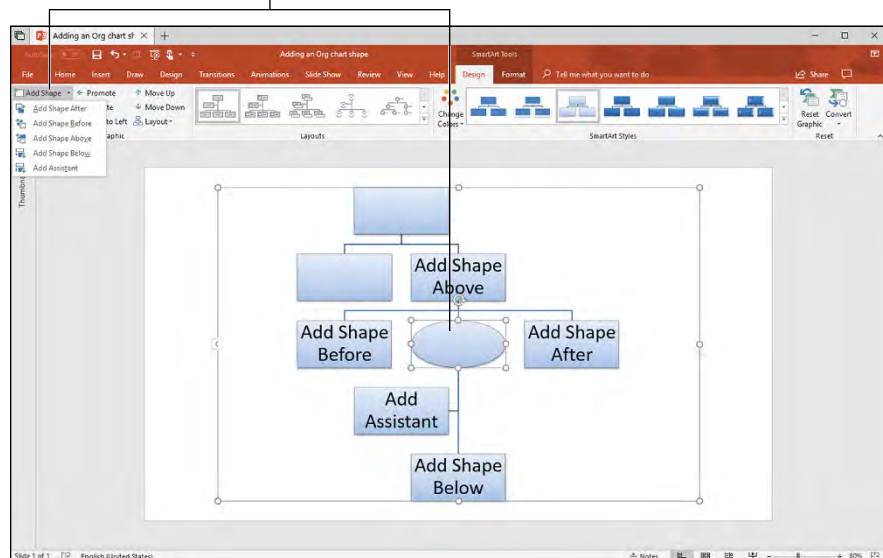 Adding an Org chart sh
Adding an Org chart shape
SmartArt Tools
File Home Insert Draw Design Transitions Animations Slide Show Review View Help Design Format Tell me what you want to do Share
Add Shape Promote Move Up
Move Down
to Left Layout
Add Shape After
Add Shape Before
Add Shape Above
Add Shape Below
Add Assistant
Layouts
Change
Colors
SmartArt Styles
Reset Convert
Graphic
Reset
Add Shape
Above
Add Shape
Before
Add Shape
After
Add
Assistant
Add Shape
Below
Slide 1 of 1 English (United States) Notes 80%